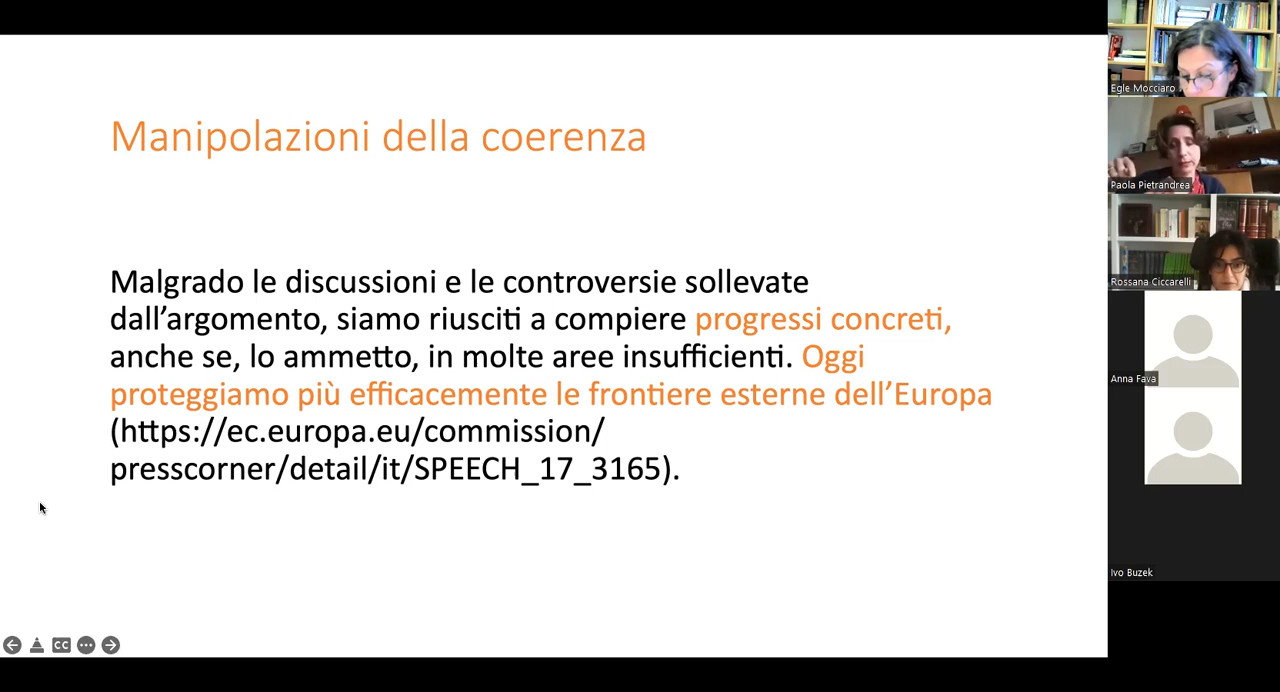 Manipolazioni della coerenza
Malgrado le discussioni e le controversie sollevate
dall’argomento, siamo riusciti a compiere progressi concreti,
anche se, lo ammetto, in molte aree insufficienti. Oggi
proteggiamo più efficacemente le frontiere esterne dell’Europa
(https://ec.europa.eu/commission/
presscorner/detail/it/SPEECH_17_3165).
CC
Egle Mocciaro
Paola Pietrandrea
Rossana Ciccarelli
Anna Fava
Ivo Buzek